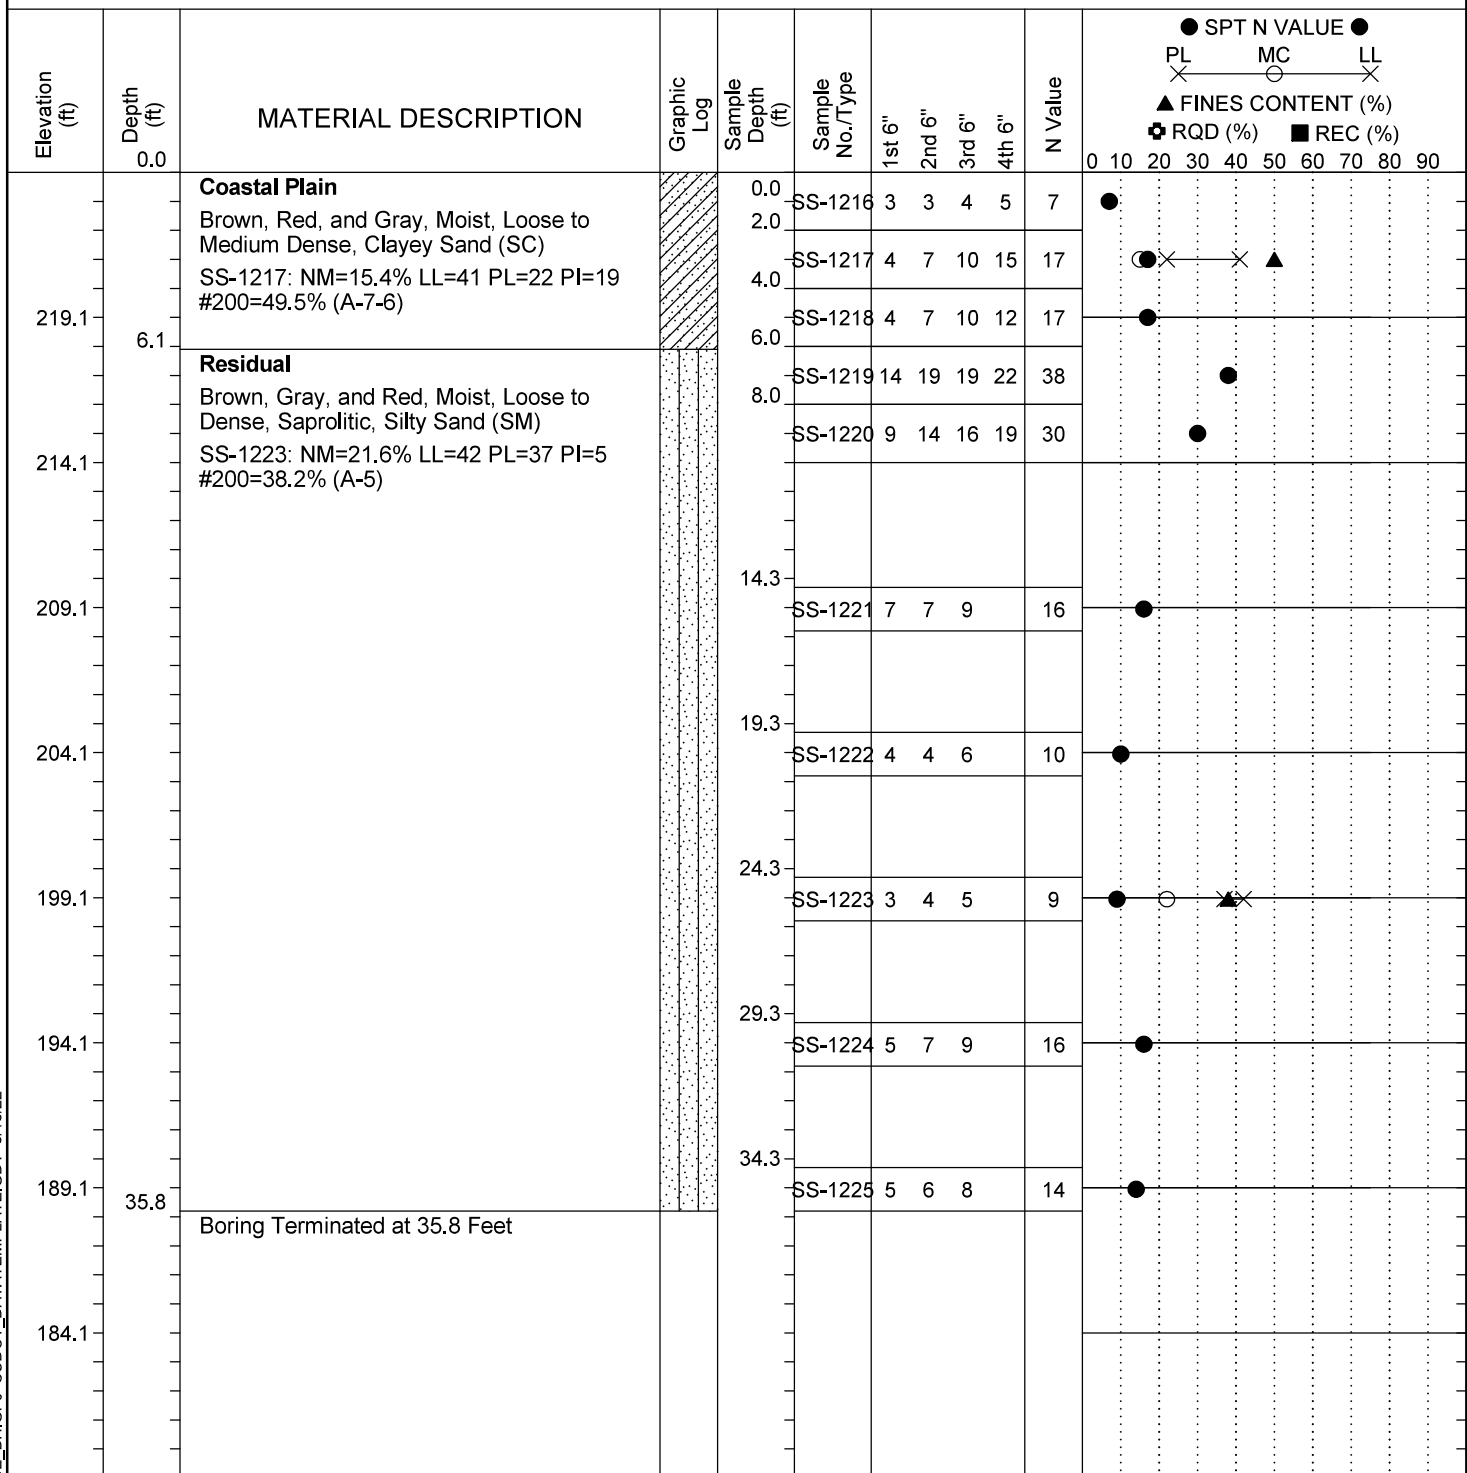 ● SPT N VALUE ●
PL MC LL
▲ FINES CONTENT (%)
RQD (%) ■ REC (%)
Elevation (ft)
Depth (ft)
0.0
MATERIAL DESCRIPTION
Graphic Log
Sample Depth (ft)
Sample No./Type
1st 6"
2nd 6"
3rd 6"
4th 6"
N Value
0 10 20 30 40 50 60 70 80 90
Coastal Plain
0.0
SS-1216 3 3 4 5 7
Brown, Red, and Gray, Moist, Loose to
2.0
Medium Dense, Clayey Sand (SC)
SS-1217 4 7 10 15 17
SS-1217: NM=15.4% LL=41 PL=22 PI=19
4.0
#200=49.5% (A-7-6)
219.1
SS-1218 4 7 10 12 17
6.1
6.0
Residual
SS-1219 14 19 19 22 38
Brown, Gray, and Red, Moist, Loose to
8.0
Dense, Saprolitic, Silty Sand (SM)
SS-1220 9 14 16 19 30
SS-1223: NM=21.6% LL=42 PL=37 PI=5
214.1
#200=38.2% (A-5)
14.3
209.1
SS-1221 7 7 9 16
19.3
204.1
SS-1222 4 4 6 10
24.3
199.1
SS-1223 3 4 5 9
29.3
194.1
SS-1224 5 7 9 16
34.3
189.1
SS-1225 5 6 8 14
35.8
Boring Terminated at 35.8 Feet
184.1